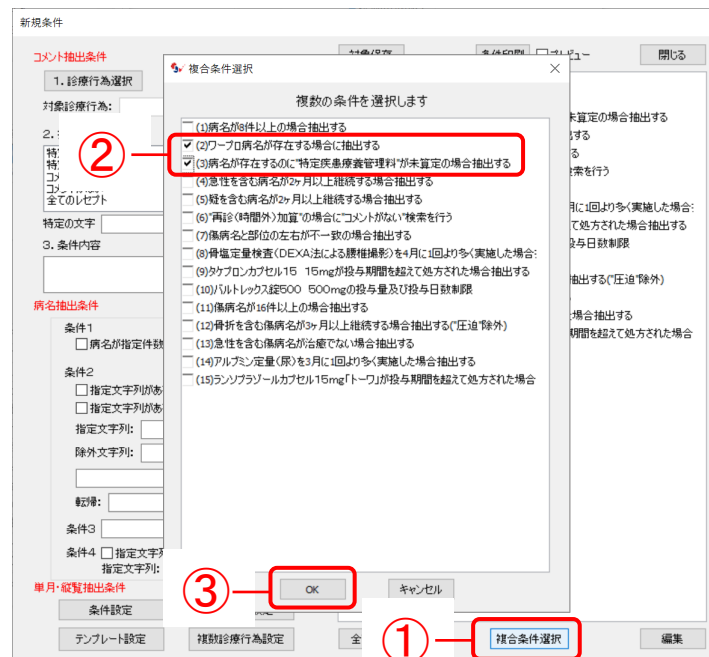 新規条件
コメント抽出条件
閉じる
1.診療行為選択
対象診療行為:
2.
コメ
全てのレセプト
特定の文字
3.条件内容
病名抽出条件
条件1
病名が指定件数
条件2
指定文字列があ
指定文字列があ
指定文字列:
除外文字列:
転帰:
条件3
条件4 指定文字列
指定文字列:
単月・縦覧抽出条件
条件設定
テンプレート設定
複数診療行為設定
複合条件選択
編集
複合条件選択
複数の条件を選択します
(1)病名が8件以上の場合抽出する
(2)ワープロ病名が存在する場合に抽出する
(3)病名が存在するのに"特定疾患療養管理料"が未算定の場合抽出する
(4)急性を含む病名が2ヶ月以上継続する場合抽出する
(5)疑を含む病名が2ヶ月以上継続する場合抽出する
(6)"再診(時間外)加算"の場合に"コメントがない"検索を行う
(7)傷病名と部位の左右が不一致の場合抽出する
(8)骨塩定量検査(DEXA法による腰椎撮影)を4月に1回より多く実施した場合:
(9)タケプロンカプセル15 15mgが投与期間を超えて処方された場合抽出する
(10)バルトレックス錠500 500mgの投与量及び投与日数制限
(11)傷病名が16件以上の場合抽出する
(12)骨折を含む傷病名が3ヶ月以上継続する場合抽出する("圧迫"除外)
(13)急性を含む傷病名が治癒でない場合抽出する
(14)アルブミン定量(尿)を3月に1回より多く実施した場合抽出する
(15)ランソプラゾールカプセル15mg「トーワ」が投与期間を超えて処方された場合
OK
キャンセル
未算定の場合抽出する
する
る
索を行う
月に1回より多く実施した場合:
て処方された場合抽出する
与日数制限
抽出する("圧迫"除外)
場合抽出する
期間を超えて処方された場合
①
②
③